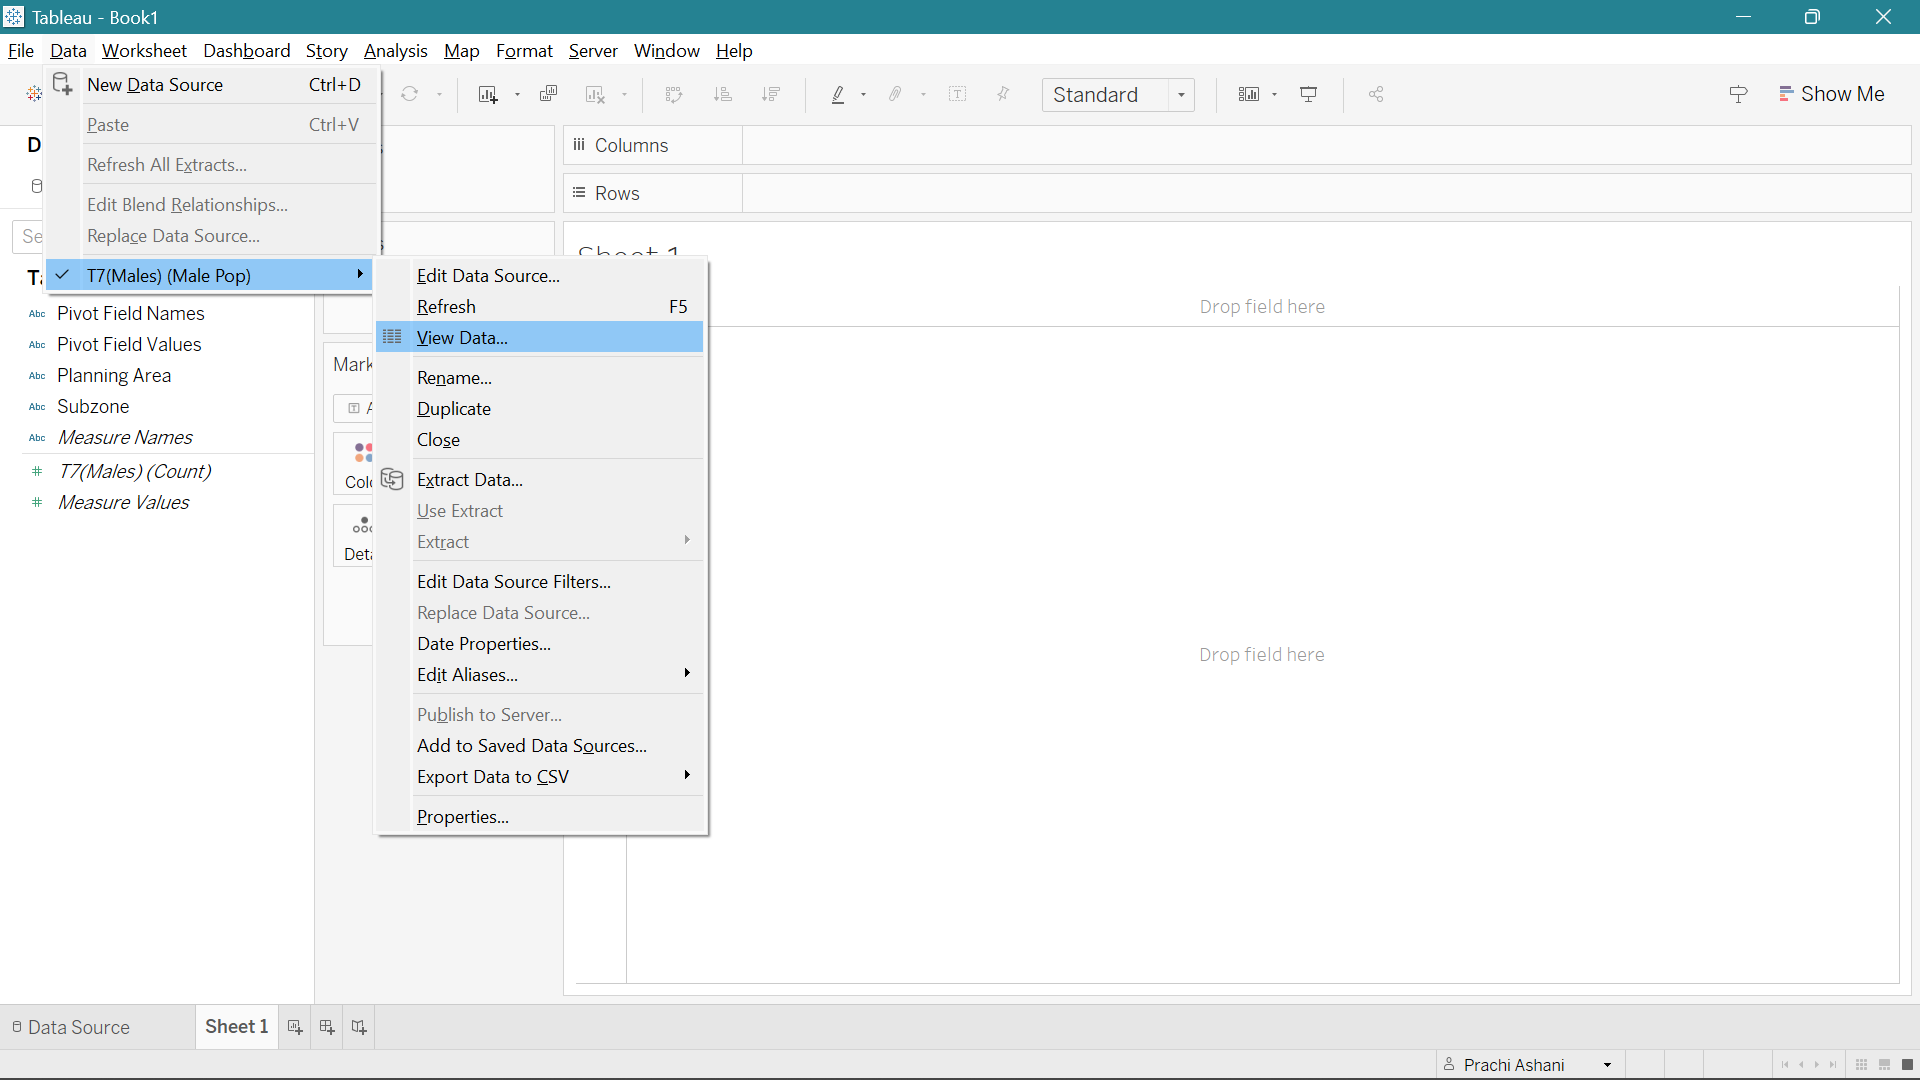 Tableau - Book1
File Data Worksheet Dashboard Story Analysis Map Format Server Window Help
New Data Source Ctrl+D
Paste Ctrl+V
Refresh All Extracts...
Edit Blend Relationships...
Replace Data Source...
T7(Males) (Male Pop)
Standard
Show Me
Columns
Rows
Sheet 1
Drop field here
Drop field here
Pivot Field Names
Pivot Field Values
Planning Area
Subzone
Measure Names
T7(Males) (Count)
Measure Values
Abc
Abc
Abc
Abc
Abc
Edit Data Source...
Refresh F5
View Data...
Rename...
Duplicate
Close
Extract Data...
Use Extract
Extract
Edit Data Source Filters...
Replace Data Source...
Date Properties...
Edit Aliases...
Publish to Server...
Add to Saved Data Sources...
Export Data to CSV
Properties...
Data Source
Sheet 1
Prachi Ashani